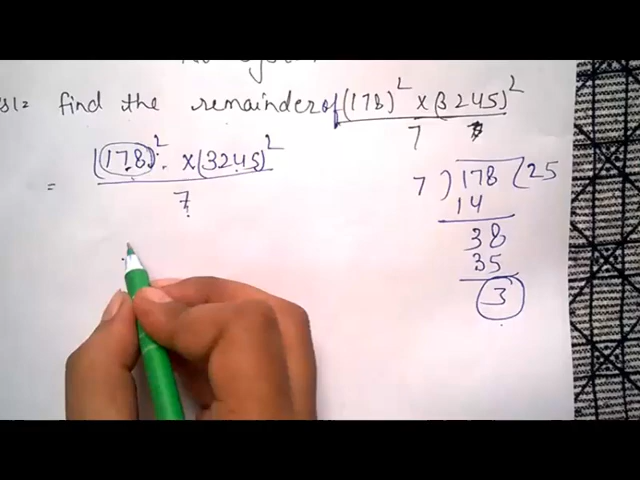 find the remainder of (178)² × (3245)²
7
= (178)² × (3245)²
7
7 ) 178 ( 25
14
38
35
3